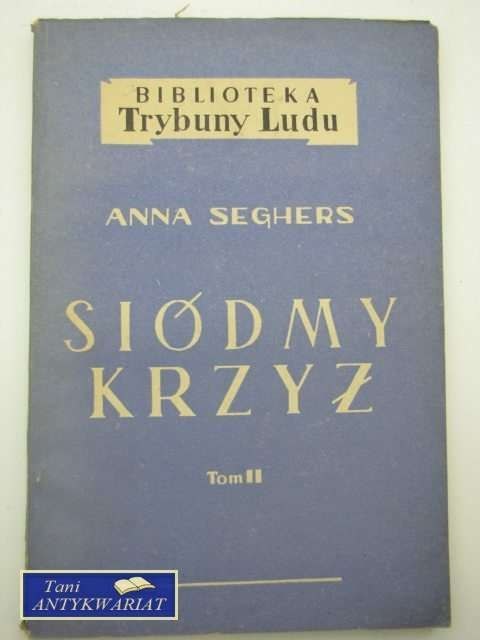 BIBLIOTEKA
Trybuny Ludu
ANNA SEGHERS
SIÓDMY
KRZYŻ
Tom II
Tani
ANTYKWARIAT